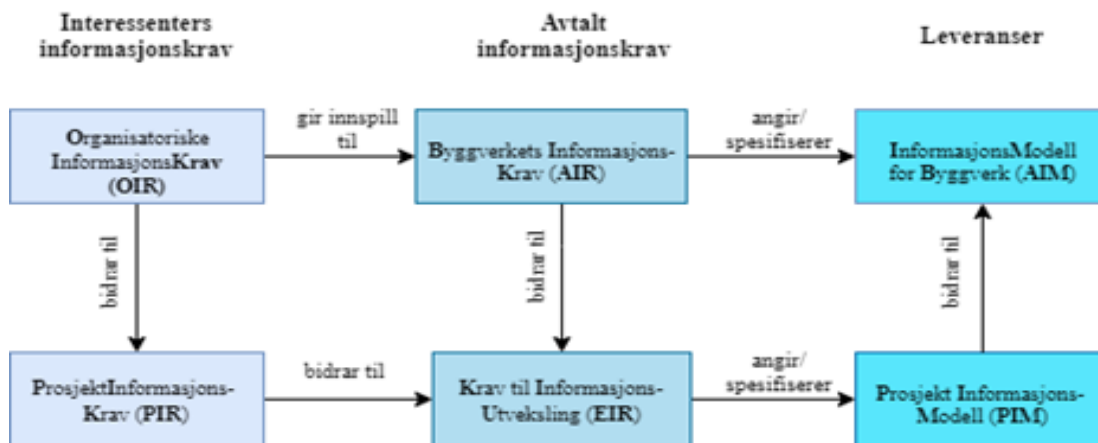 Interessenters
informasjonskrav
Avtalt
informasjonskrav
Leveranser
Organisatoriske
InformasjonsKrav
(OIR)
gir innspill
til
Byggverkets Informasjons-
Krav (AIR)
angir/
spesifiserer
InformasjonsModell
for Byggverk (AIM)
bidrar til
bidrar til
bidrar til
ProsjektInformasjons-
Krav (PIR)
bidrar til
Krav til Informasjons-
Utveksling (EIR)
angir/
spesifiserer
Prosjekt Informasjons-
Modell (PIM)